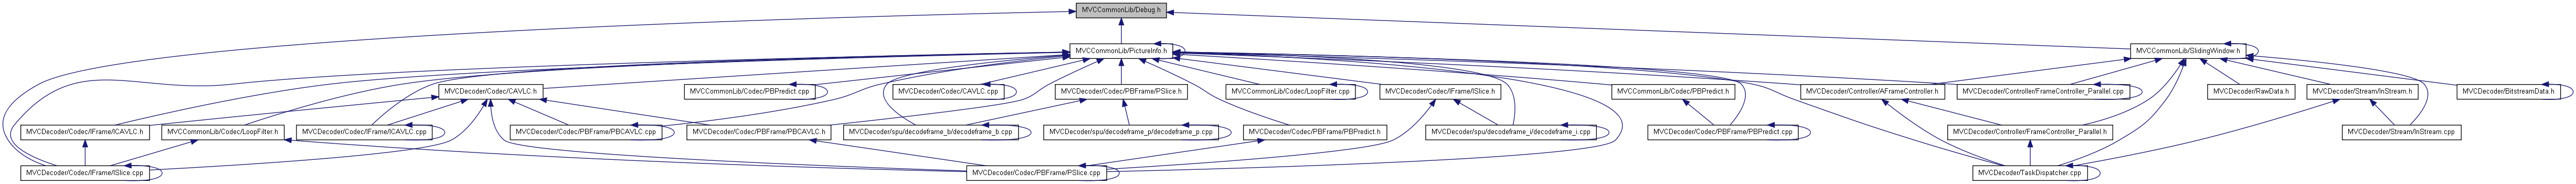 MVCCommonLib/Debug.h
MVCCommonLib/PictureInfo.h
MVCCommonLib/SlidingWindow.h
MVCDecoder/Codec/CAVLC.h
MVCCommonLib/Codec/PBPredict.cpp
MVCDecoder/Codec/CAVLC.cpp
MVCDecoder/Codec/PBFrame/PSlice.h
MVCCommonLib/Codec/LoopFilter.cpp
MVCDecoder/Codec/IFrame/ISlice.h
MVCCommonLib/Codec/PBPredict.h
MVCDecoder/Controller/AFrameController.h
MVCDecoder/Controller/FrameController_Parallel.cpp
MVCDecoder/RawData.h
MVCDecoder/Stream/InStream.h
MVCDecoder/BitstreamData.h
MVCDecoder/Codec/IFrame/ICAVLC.h
MVCCommonLib/Codec/LoopFilter.h
MVCDecoder/Codec/IFrame/ICAVLC.cpp
MVCDecoder/Codec/PBFrame/PBCAVLC.cpp
MVCDecoder/Codec/PBFrame/PBCAVLC.h
MVCDecoder/spu/decodeframe_b/decodeframe_b.cpp
MVCDecoder/spu/decodeframe_p/decodeframe_p.cpp
MVCDecoder/Codec/PBFrame/PBPredict.h
MVCDecoder/spu/decodeframe_i/decodeframe_i.cpp
MVCDecoder/Codec/PBFrame/PBPredict.cpp
MVCDecoder/Controller/FrameController_Parallel.h
MVCDecoder/Stream/InStream.cpp
MVCDecoder/Codec/IFrame/ISlice.cpp
MVCDecoder/Codec/PBFrame/PSlice.cpp
MVCDecoder/TaskDispatcher.cpp